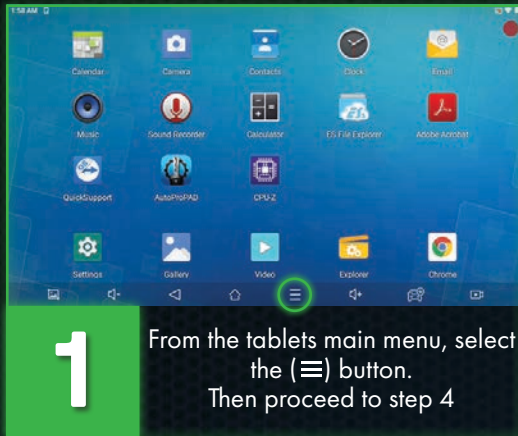 1:58 AM
Calendar Camera Contacts Clock Email
Music Sound Recorder Calculator ES File Explorer Adobe Acrobat
QuickSupport AutoProPAD CPU-Z
Settings Gallery Video Explorer Chrome
1
From the tablets main menu, select
the (☰) button.
Then proceed to step 4